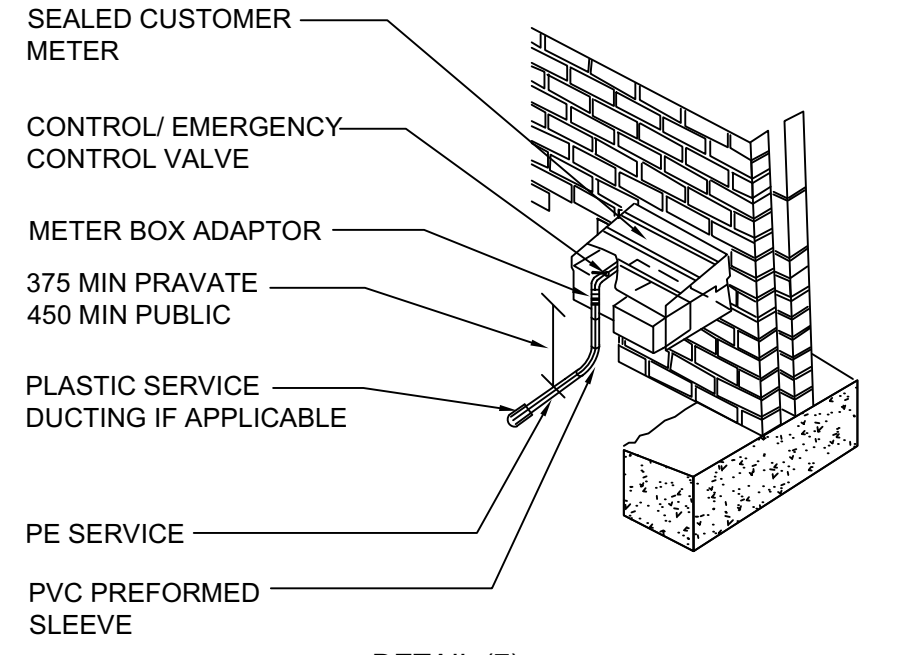 SEALED CUSTOMER
METER
CONTROL/ EMERGENCY
CONTROL VALVE
METER BOX ADAPTOR
375 MIN PRAVATE
450 MIN PUBLIC
PLASTIC SERVICE
DUCTING IF APPLICABLE
PE SERVICE
PVC PREFORMED
SLEEVE